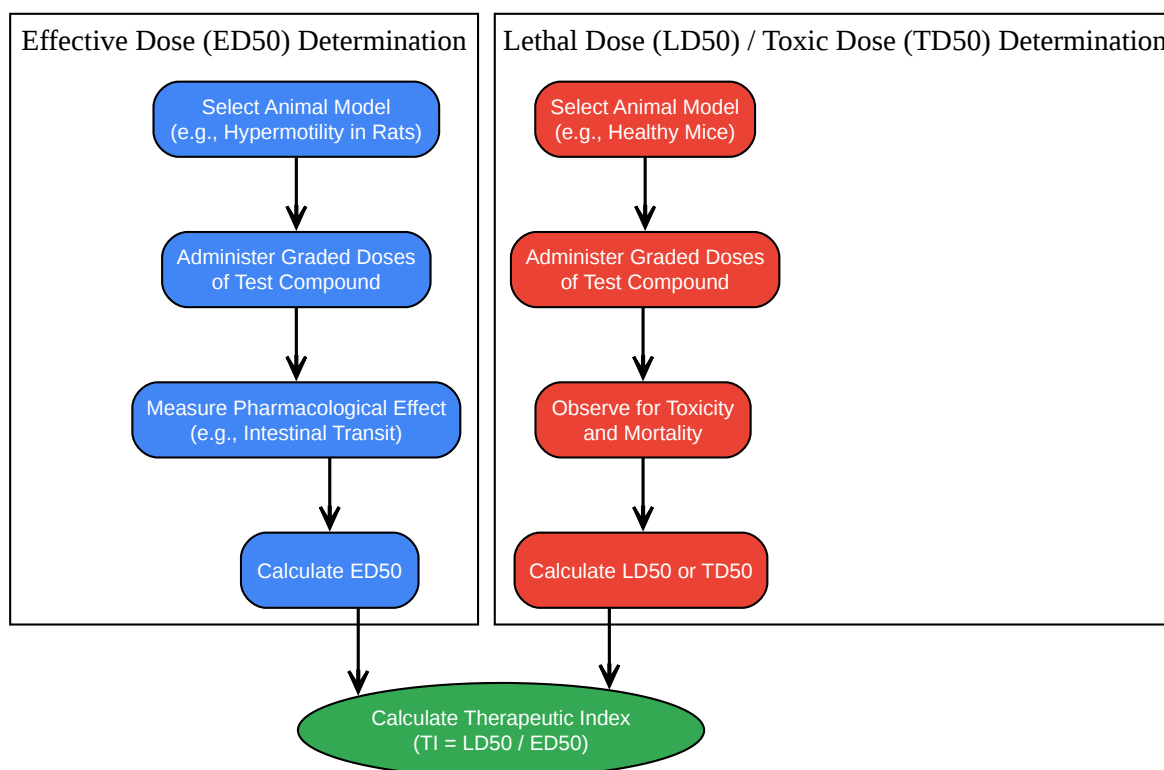 Effective Dose (ED50) Determination
Select Animal Model
(e.g., Hypermotility in Rats)
Administer Graded Doses
of Test Compound
Measure Pharmacological Effect
(e.g., Intestinal Transit)
Calculate ED50
Lethal Dose (LD50) / Toxic Dose (TD50) Determination
Select Animal Model
(e.g., Healthy Mice)
Administer Graded Doses
of Test Compound
Observe for Toxicity
and Mortality
Calculate LD50 or TD50
Calculate Therapeutic Index
(TI = LD50 / ED50)